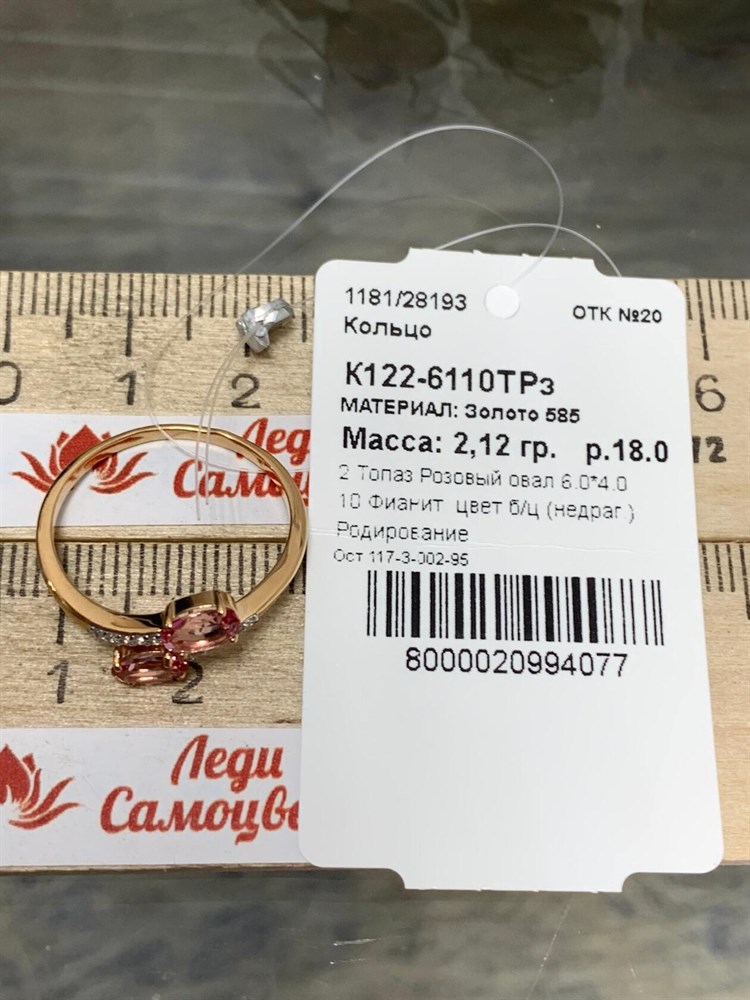 1181/28193
ОТК №20
Кольцо
К122-6110ТРз
МАТЕРИАЛ: Золото 585
Масса: 2,12 гр. р.18.0
2 Топаз Розовый овал 6.0*4.0
10 Фианит цвет б/ц (недраг.)
Родирование
Ост 117-3-002-95
8000020994077
0 1 2 6
Леди
Самоц
12
1 2
Леди
Самоцве